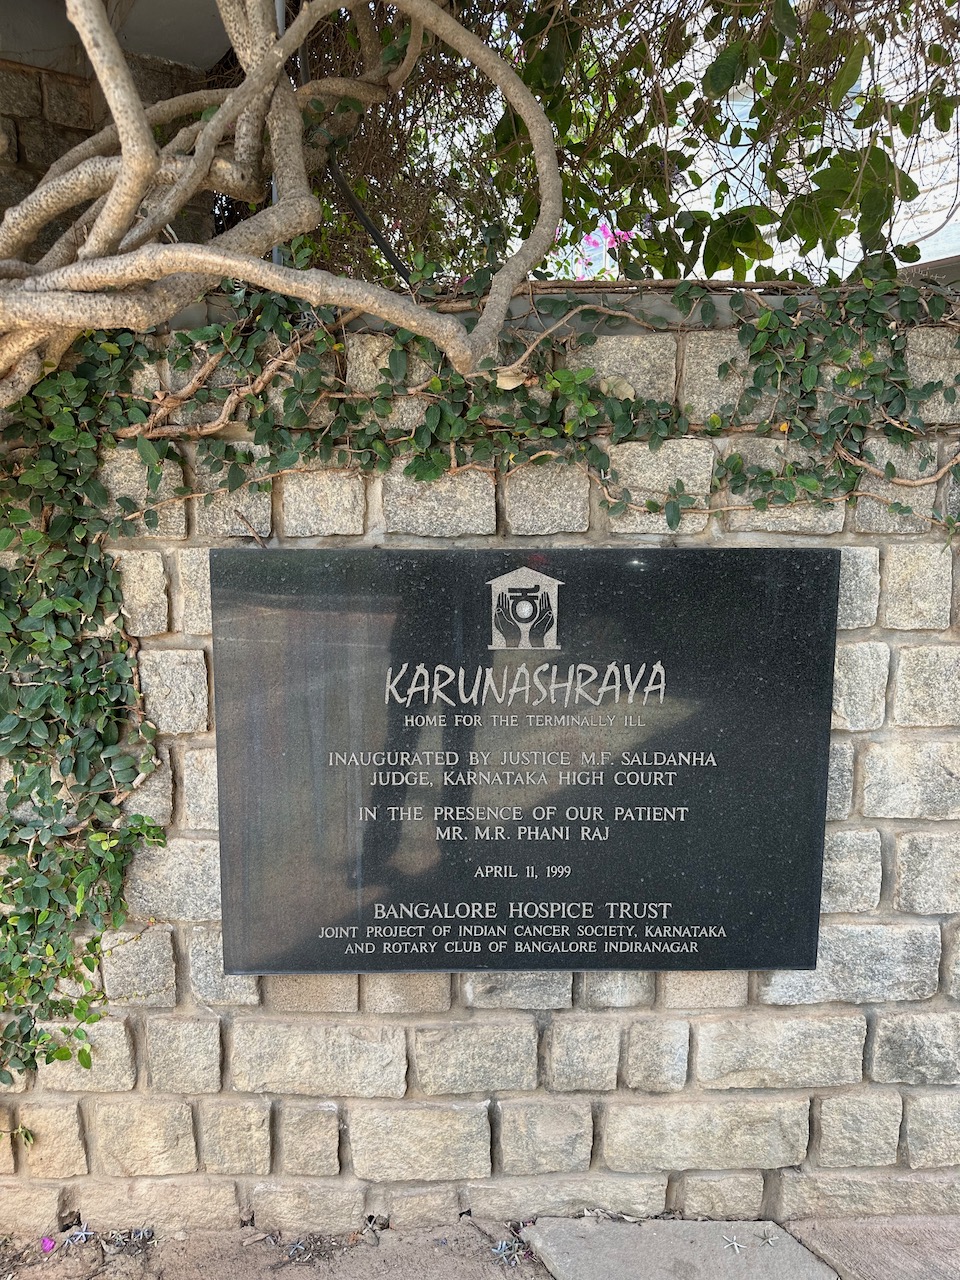 KARUNASHRAYA
HOME FOR THE TERMINALLY ILL
INAUGURATED BY JUSTICE M.F. SALDANHA
JUDGE, KARNATAKA HIGH COURT
IN THE PRESENCE OF OUR PATIENT
MR. M.R. PHANI RAJ
APRIL 11, 1999
BANGALORE HOSPICE TRUST
JOINT PROJECT OF INDIAN CANCER SOCIETY, KARNATAKA
AND ROTARY CLUB OF BANGALORE INDIRANAGAR